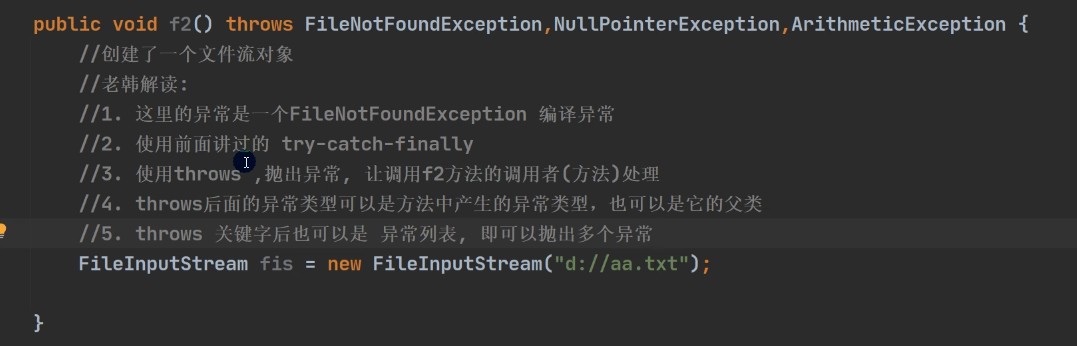 public void f2() throws FileNotFoundException,NullPointerException,ArithmeticException {
//创建了一个文件流对象
//老韩解读:
//1. 这里的异常是一个FileNotFoundException 编译异常
//2. 使用前面讲过的 try-catch-finally
//3. 使用throws ,抛出异常, 让调用f2方法的调用者(方法)处理
//4. throws后面的异常类型可以是方法中产生的异常类型，也可以是它的父类
//5. throws 关键字后也可以是 异常列表, 即可以抛出多个异常
FileInputStream fis = new FileInputStream("d://aa.txt");
}